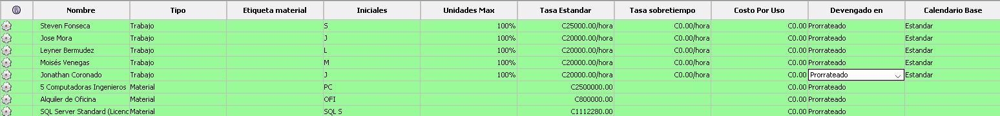 Nombre Tipo Etiqueta material Iniciales Unidades Max Tasa Estandar Tasa sobretiempo Costo Por Uso Devengado en Calendario Base
Steven Fonseca Trabajo S 100% C25000.00/hora C0.00/hora C0.00 Prorrateado Estandar
Jose Mora Trabajo J 100% C20000.00/hora C0.00/hora C0.00 Prorrateado Estandar
Leyner Bermudez Trabajo L 100% C20000.00/hora C0.00/hora C0.00 Prorrateado Estandar
Moisés Venegas Trabajo M 100% C20000.00/hora C0.00/hora C0.00 Prorrateado Estandar
Jonathan Coronado Trabajo J 100% C20000.00/hora C0.00/hora C0.00 Prorrateado Estandar
5 Computadoras Ingenieros Material PC C2500000.00 C0.00 Prorrateado
Alquiler de Oficina Material OFI C800000.00 C0.00 Prorrateado
SQL Server Standard (Licenc Material SQL S C1112280.00 C0.00 Prorrateado